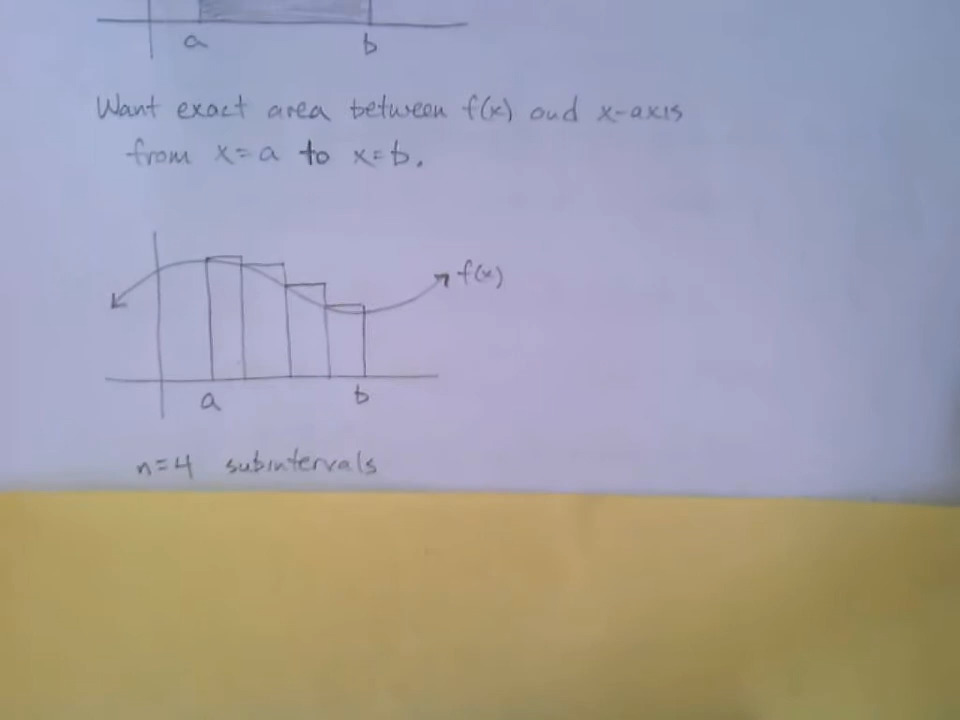 a b
Want exact area between f(x) and x-axis
from x=a to x=b.
f(x)
a b
n=4 subintervals